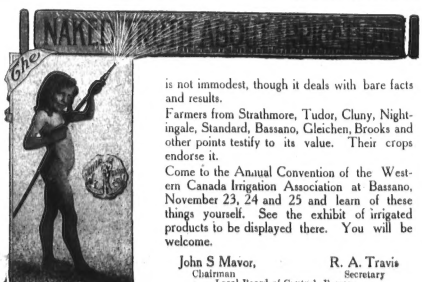 The
NAKED TRUTH ABOUT IRRIGATION
is not immodest, though it deals with bare facts
and results.
Farmers from Strathmore, Tudor, Cluny, Night-
ingale, Standard, Bassano, Gleichen, Brooks and
other points testify to its value. Their crops
endorse it.
Come to the Annual Convention of the West-
ern Canada Irrigation Association at Bassano,
November 23, 24 and 25 and learn of these
things yourself. See the exhibit of irrigated
products to be displayed there. You will be
welcome.
John S Mavor, R. A. Travis
Chairman Secretary